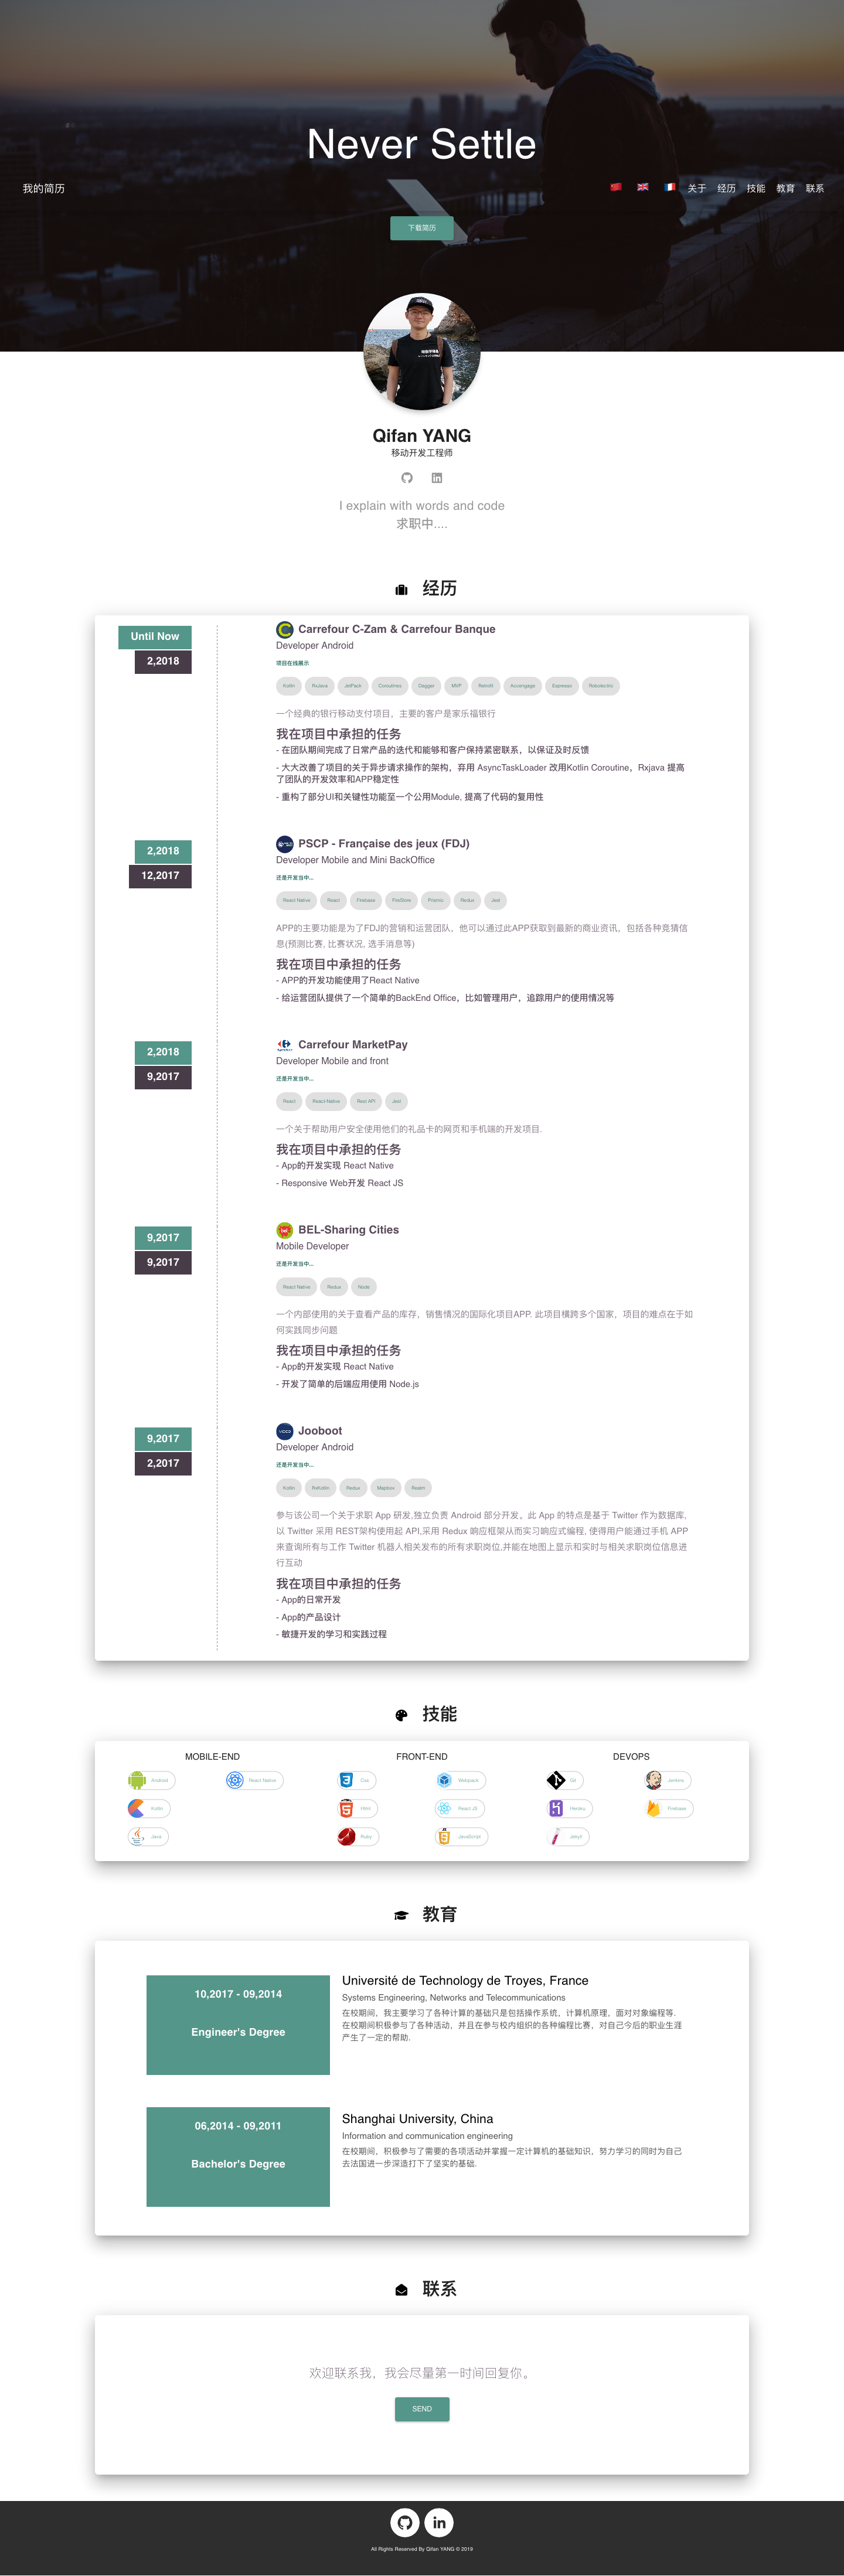 Never Settle
我的简历
关于 经历 技能 教育 联系
下载简历
Qifan YANG
移动开发工程师
I explain with words and code
求职中....
经历
Until Now
2,2018
Carrefour C-Zam & Carrefour Banque
Developer Android
项目在线展示
Kotlin RxJava JetPack Coroutines Dagger MVP Retrofit Accengage Espresso Robolectric
一个经典的银行移动支付项目，主要的客户是家乐福银行
我在项目中承担的任务
- 在团队期间完成了日常产品的迭代和能够和客户保持紧密联系，以保证及时反馈
- 大大改善了项目的关于异步请求操作的架构，弃用 AsyncTaskLoader 改用Kotlin Coroutine，Rxjava 提高
了团队的开发效率和APP稳定性
- 重构了部分UI和关键性功能至一个公用Module, 提高了代码的复用性
2,2018
12,2017
PSCP - Française des jeux (FDJ)
Developer Mobile and Mini BackOffice
还是开发当中...
React Native React Firebase FireStore Prismic Redux Jest
APP的主要功能是为了FDJ的营销和运营团队，他可以通过此APP获取到最新的商业资讯，包括各种竞猜信
息(预测比赛, 比赛状况, 选手消息等)
我在项目中承担的任务
- APP的开发功能使用了React Native
- 给运营团队提供了一个简单的BackEnd Office，比如管理用户，追踪用户的使用情况等
2,2018
9,2017
Carrefour MarketPay
Developer Mobile and front
还是开发当中...
React React Native Rest API Jest
一个关于帮助用户安全使用他们的礼品卡的网页和手机端的开发项目.
我在项目中承担的任务
- App的开发实现 React Native
- Responsive Web开发 React JS
9,2017
9,2017
BEL-Sharing Cities
Mobile Developer
还是开发当中...
React Native Redux Node
一个内部使用的关于查看产品的库存，销售情况的国际化项目APP. 此项目横跨多个国家，项目的难点在于如
何实践同步问题
我在项目中承担的任务
- App的开发实现 React Native
- 开发了简单的后端应用使用 Node.js
9,2017
2,2017
Jooboot
Developer Android
还是开发当中...
Kotlin ReKotlin Redux Mapbox Realm
参与该公司一个关于求职 App 研发,独立负责 Android 部分开发。此 App 的特点是基于 Twitter 作为数据库,
以 Twitter 采用 REST架构使用起 API,采用 Redux 响应框架从而实习响应式编程, 使得用户能通过手机 APP
来查询所有与工作 Twitter 机器人相关发布的所有求职岗位,并能在地图上显示和实时与相关求职岗位信息进
行互动
我在项目中承担的任务
- App的日常开发
- App的产品设计
- 敏捷开发的学习和实践过程
技能
MOBILE-END FRONT-END DEVOPS
Android React Native Css Webpack Git Jenkins
Kotlin Html React JS Heroku Firebase
Java Ruby JavaScript Jekyll
教育
10,2017 - 09,2014
Engineer's Degree
Université de Technology de Troyes, France
Systems Engineering, Networks and Telecommunications
在校期间，我主要学习了各种计算的基础只是包括操作系统，计算机原理，面对对象编程等.
在校期间积极参与了各种活动，并且在参与校内组织的各种编程比赛，对自己今后的职业生涯
产生了一定的帮助.
06,2014 - 09,2011
Bachelor's Degree
Shanghai University, China
Information and communication engineering
在校期间，积极参与了需要的各项活动并掌握一定计算机的基础知识，努力学习的同时为自己
去法国进一步深造打下了坚实的基础.
联系
欢迎联系我，我会尽量第一时间回复你。
SEND
All Rights Reserved By Qifan YANG © 2019